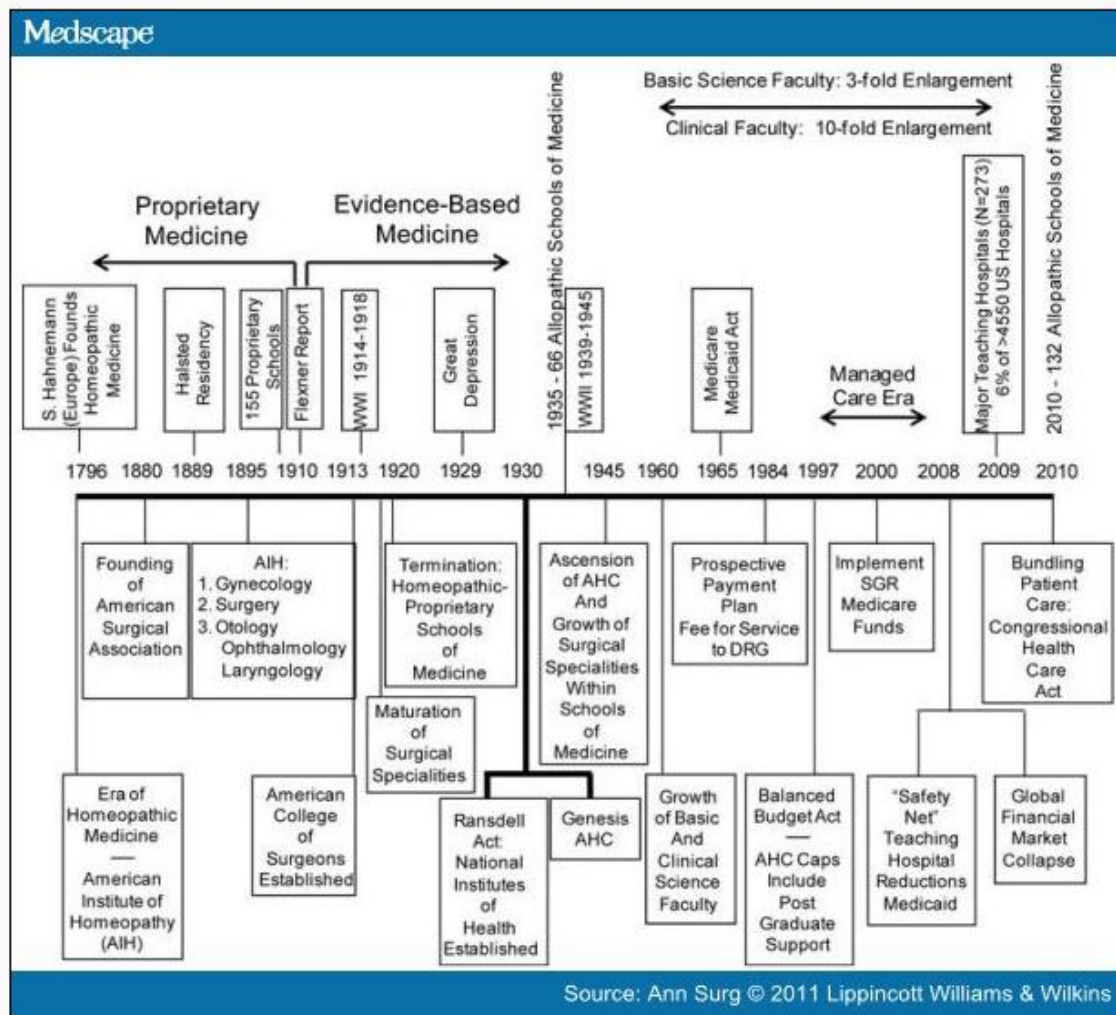 Medscape
Basic Science Faculty: 3-fold Enlargement
Clinical Faculty: 10-fold Enlargement
Proprietary
Medicine
Evidence-Based
Medicine
S. Hahnemann
(Europe) Founds
Homeopathic
Medicine
Halsted
Residency
155 Proprietary
Schools
Flexner Report
WWI 1914-1918
Great
Depression
1935 - 66 Allopathic Schools of Medicine
WWII 1939-1945
Medicare
Medicaid Act
Managed
Care Era
Major Teaching Hospitals (N=273)
6% of >4550 US Hospitals
2010 - 132 Allopathic Schools of Medicine
1796 1880 1889 1895 1910 1913 1920 1929 1930 1945 1960 1965 1984 1997 2000 2008 2009 2010
Founding
of
American
Surgical
Association
AIH:
1. Gynecology
2. Surgery
3. Otology
Ophthalmology
Laryngology
Termination:
Homeopathic-
Proprietary
Schools
of
Medicine
Ascension
of AHC
And
Growth of
Surgical
Specialities
Within
Schools
of
Medicine
Prospective
Payment
Plan
Fee for Service
to DRG
Implement
SGR
Medicare
Funds
Bundling
Patient
Care:
Congressional
Health
Care
Act
Era of
Homeopathic
Medicine
American
Institute of
Homeopathy
(AIH)
American
College
of
Surgeons
Established
Maturation
of
Surgical
Specialities
Ransdell
Act:
National
Institutes
of
Health
Established
Genesis
AHC
Growth
of Basic
And
Clinical
Science
Faculty
Balanced
Budget Act
AHC Caps
Include
Post
Graduate
Support
"Safety
Net"
Teaching
Hospital
Reductions
Medicaid
Global
Financial
Market
Collapse
Source: Ann Surg © 2011 Lippincott Williams & Wilkins